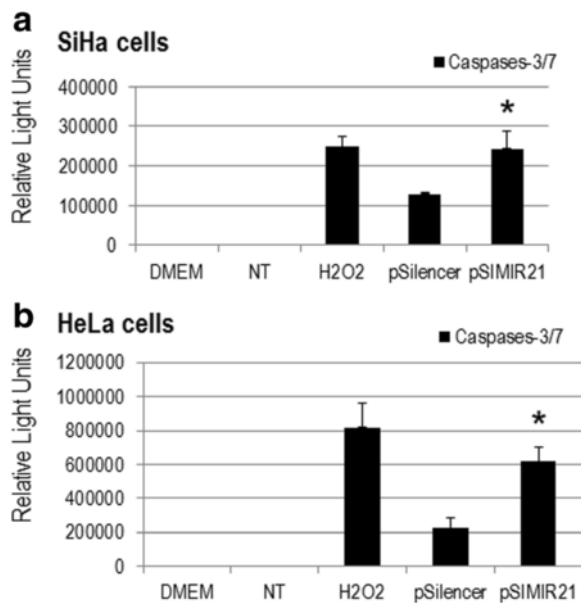 a SiHa cells
Caspases-3/7
Relative Light Units
400000
*
300000
200000
100000
0
DMEM NT H2O2 pSilencer pSIMIR21
b HeLa cells
Caspases-3/7
Relative Light Units
1200000
1000000
800000
*
600000
400000
200000
0
DMEM NT H2O2 pSilencer pSIMIR21